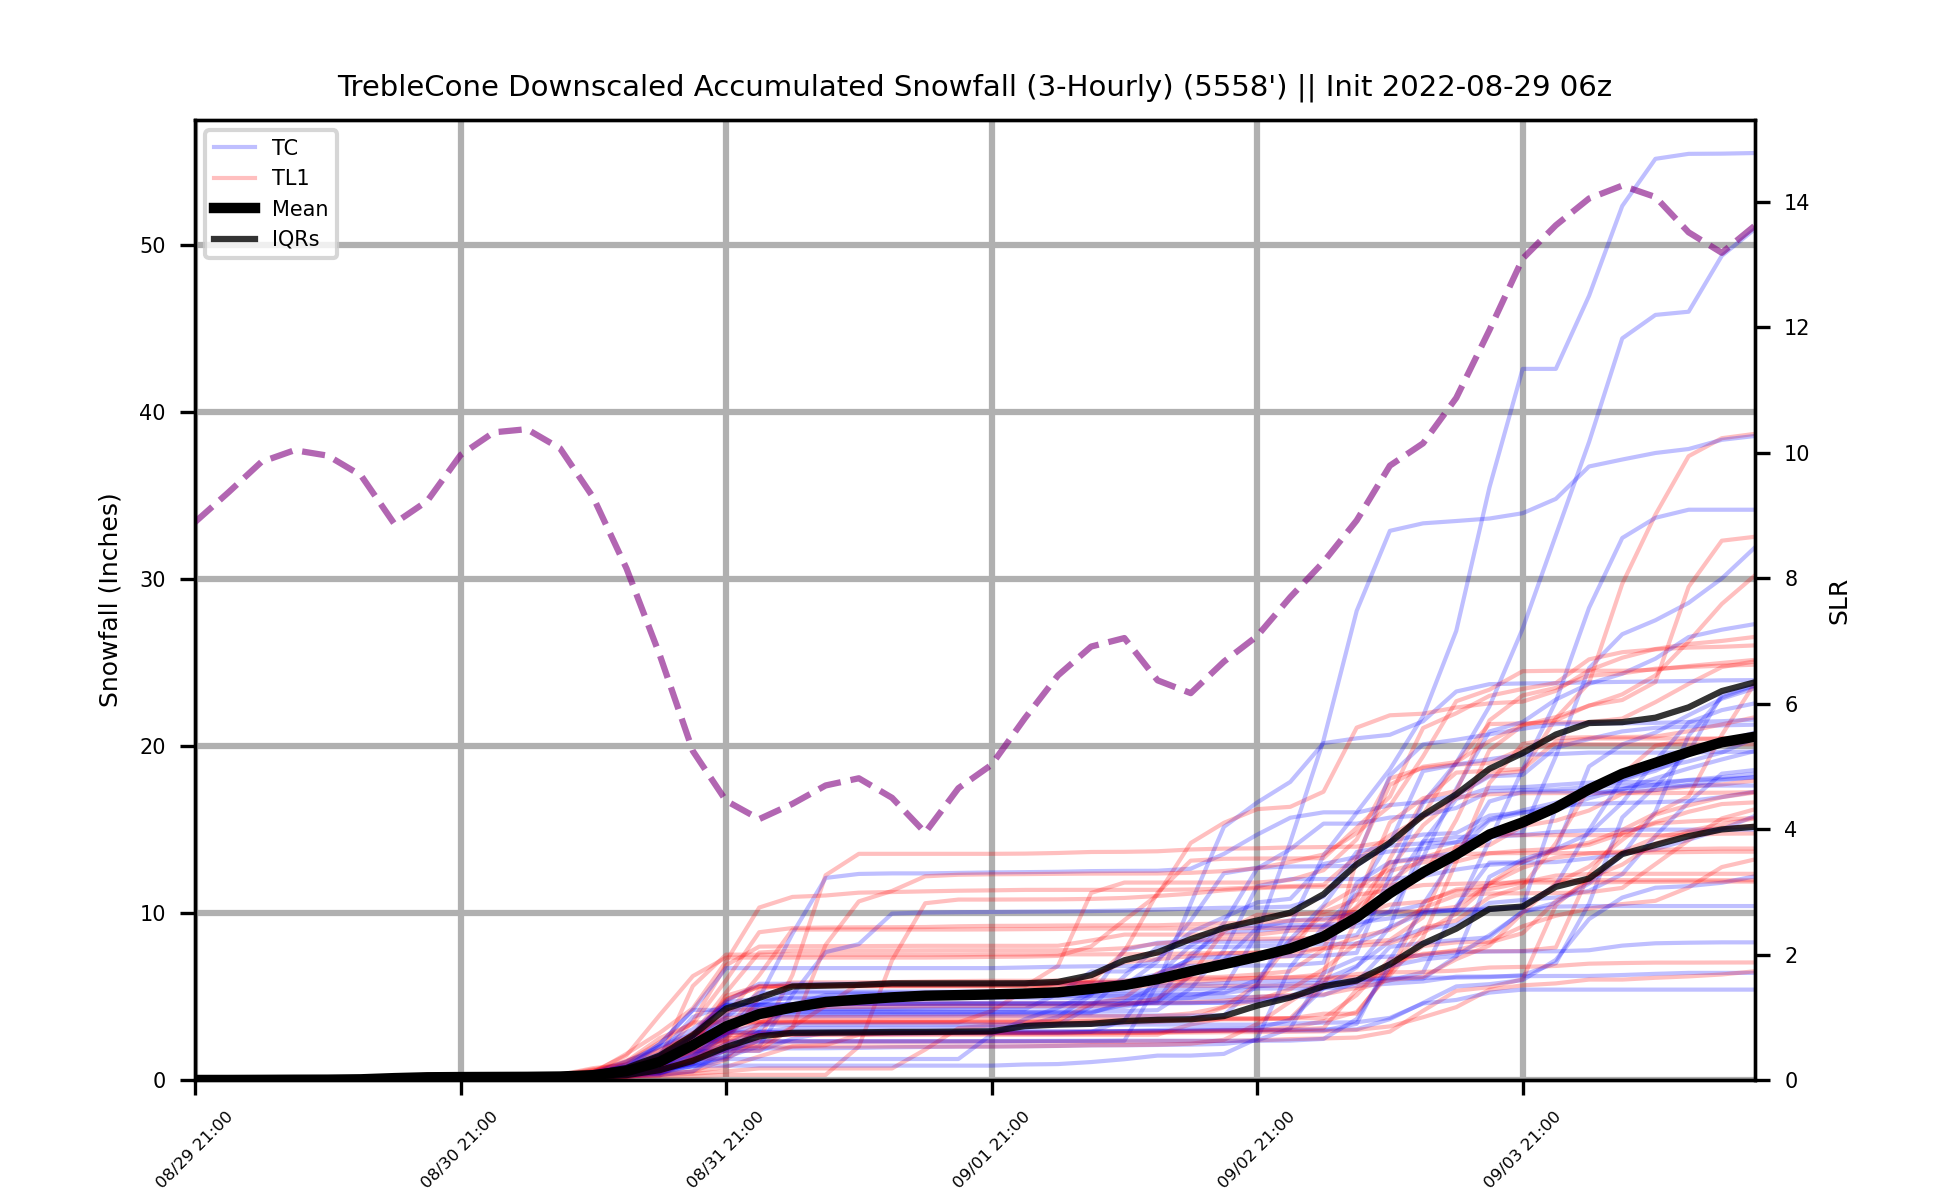 TrebleCone Downscaled Accumulated Snowfall (3-Hourly) (5558') || Init 2022-08-29 06z
TC
TL1
Mean
IQRs
Snowfall (Inches)
50
40
30
20
10
0
14
12
10
8
6
4
2
0
SLR
08/29 21:00
08/30 21:00
08/31 21:00
09/01 21:00
09/02 21:00
09/03 21:00